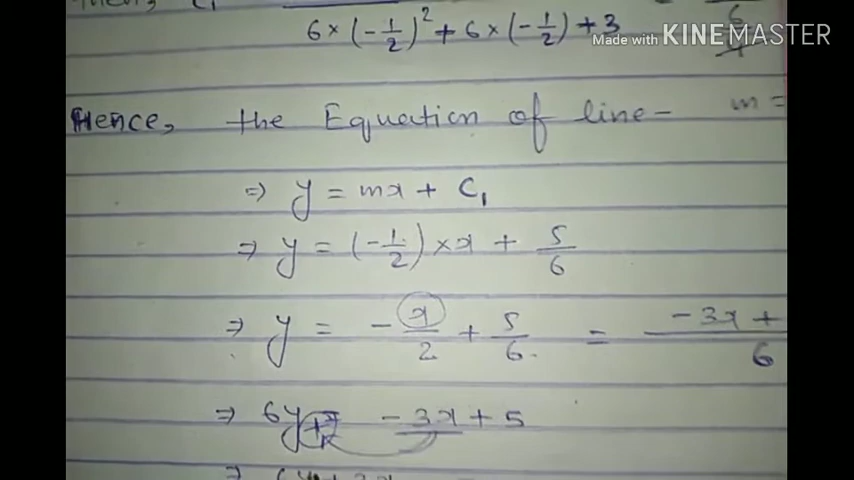 6×(-1/2)² + 6×(-1/2) + 3
Made with KINEMASTER
Hence, the Equation of line – m =
⇒ y = mx + C₁
⇒ y = (-1/2)×x + 5/6
⇒ y = -x/2 + 5/6 = -3x + / 6
⇒ 6y - 3x + 5